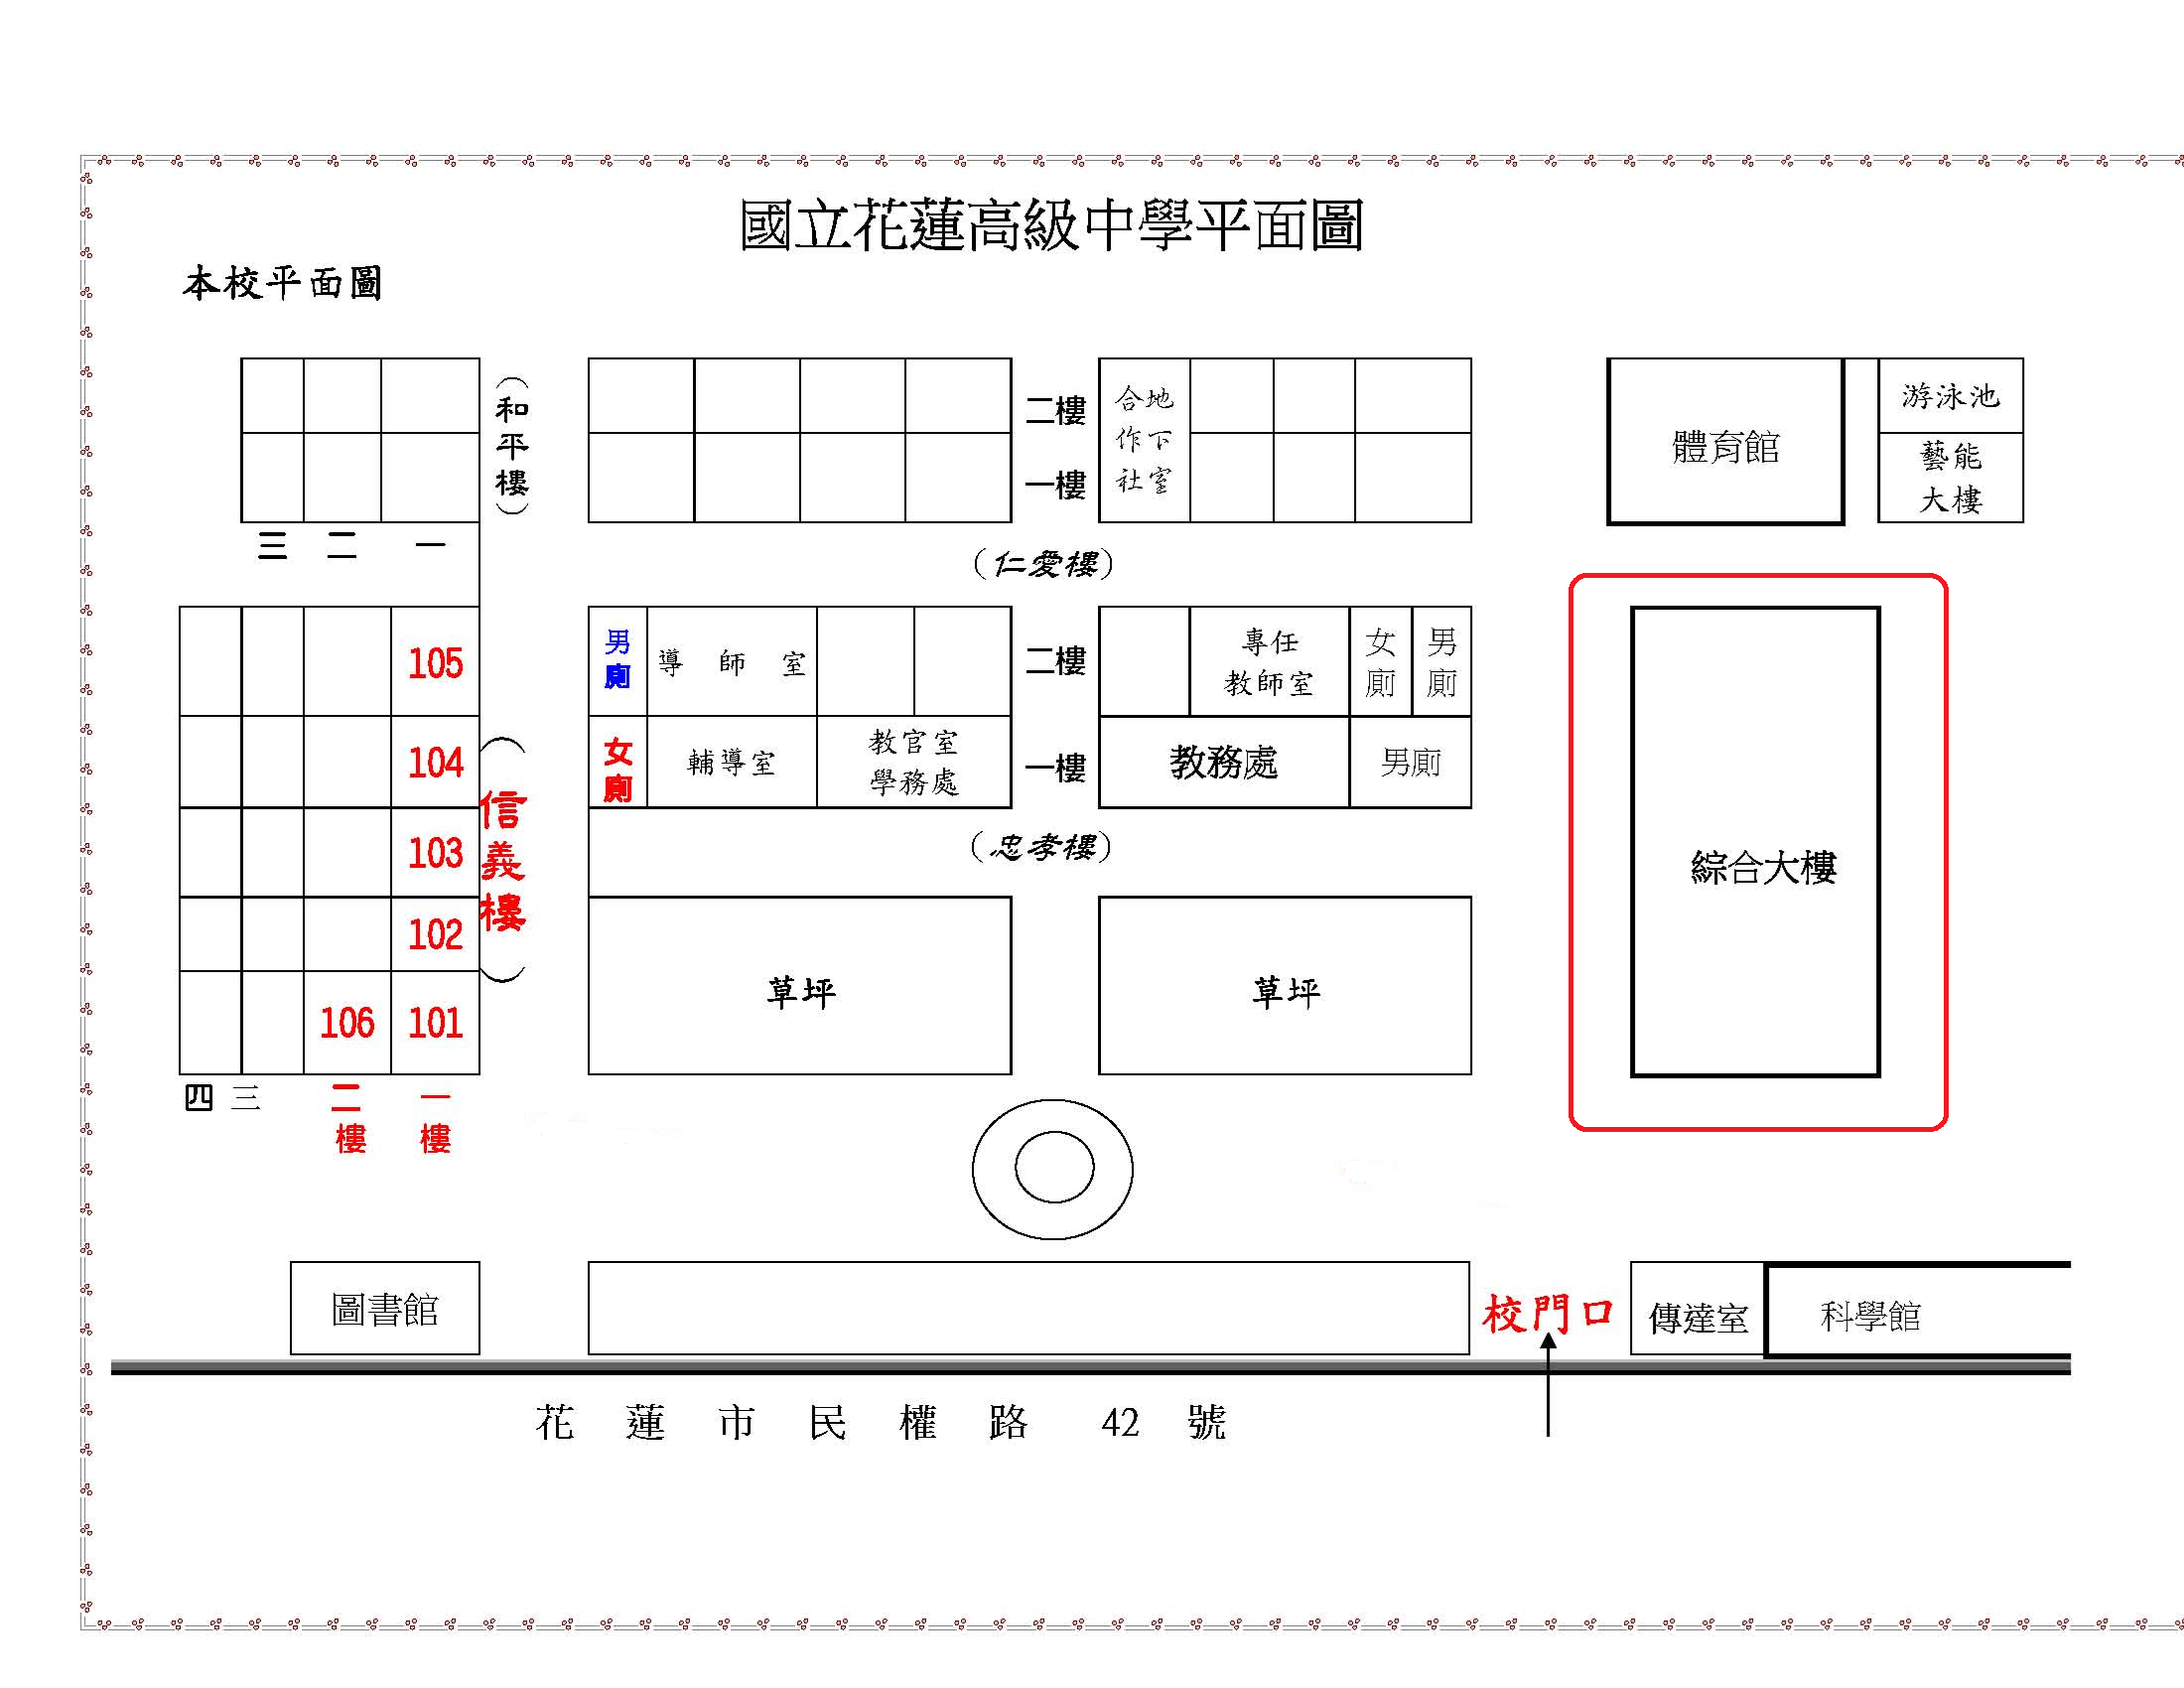 國立花蓮高級中學平面圖
本校平面圖
(和平樓)
二樓
一樓
合作社
地下室
體育館
游泳池
藝能
大樓
三 二 一
(仁愛樓)
105
104
103
102
106 101
(信義樓)
四 三 二樓 一樓
男廁
導 師 室
二樓
專任
教師室
女廁
男廁
女廁
輔導室
教官室
學務處
一樓
教務處
男廁
(忠孝樓)
綜合大樓
草坪
草坪
圖書館
校門口
傳達室
科學館
花 蓮 市 民 權 路 42 號